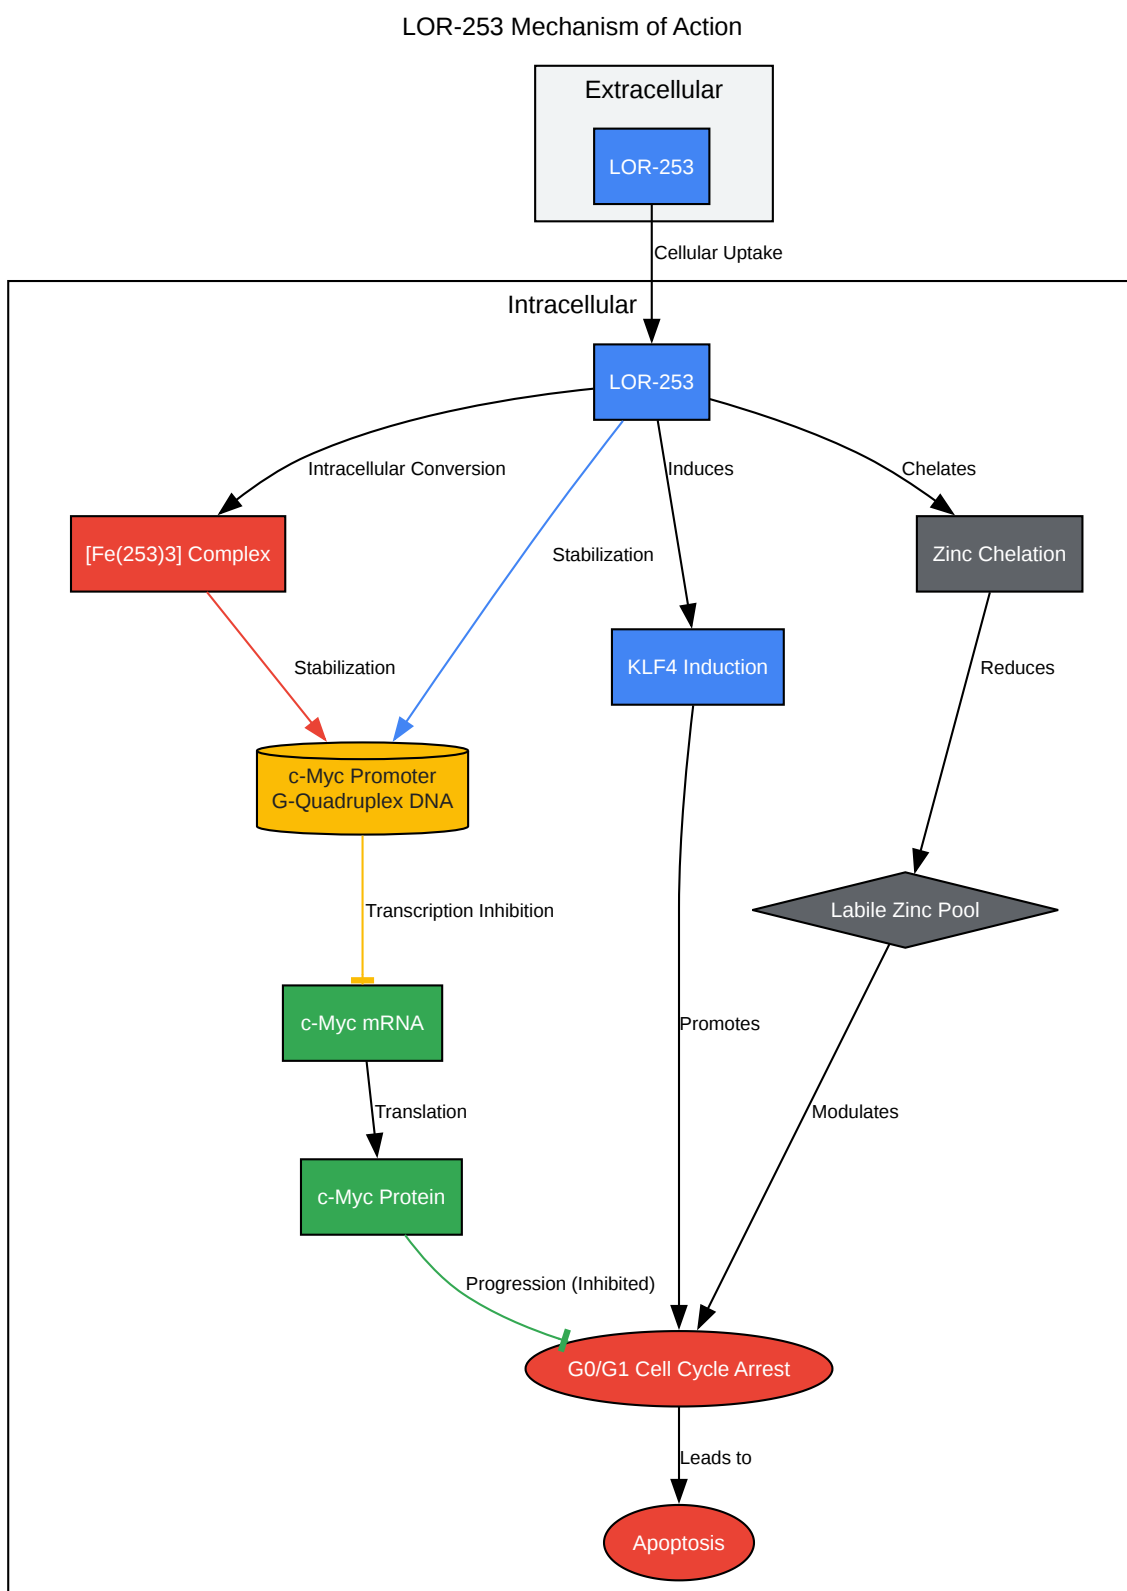 LOR-253 Mechanism of Action
Extracellular
LOR-253
Cellular Uptake
Intracellular
LOR-253
Intracellular Conversion
Induces
Chelates
[Fe(253)3] Complex
Stabilization
Zinc Chelation
Stabilization
KLF4 Induction
Reduces
c-Myc Promoter
G-Quadruplex DNA
Transcription Inhibition
Labile Zinc Pool
c-Myc mRNA
Promotes
Translation
Modulates
c-Myc Protein
Progression (Inhibited)
G0/G1 Cell Cycle Arrest
Leads to
Apoptosis